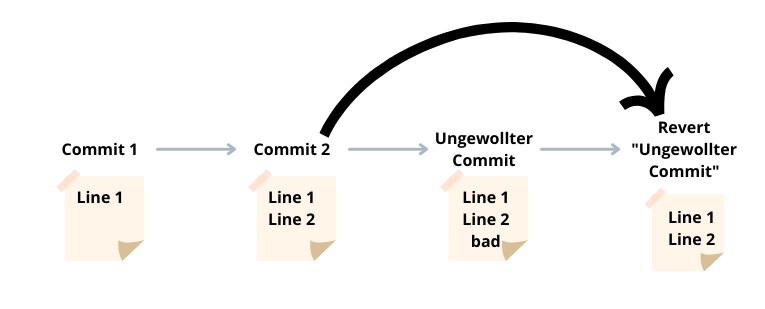 Commit 1
Line 1
Commit 2
Line 1
Line 2
Ungewollter
Commit
Line 1
Line 2
bad
Revert
"Ungewollter
Commit"
Line 1
Line 2